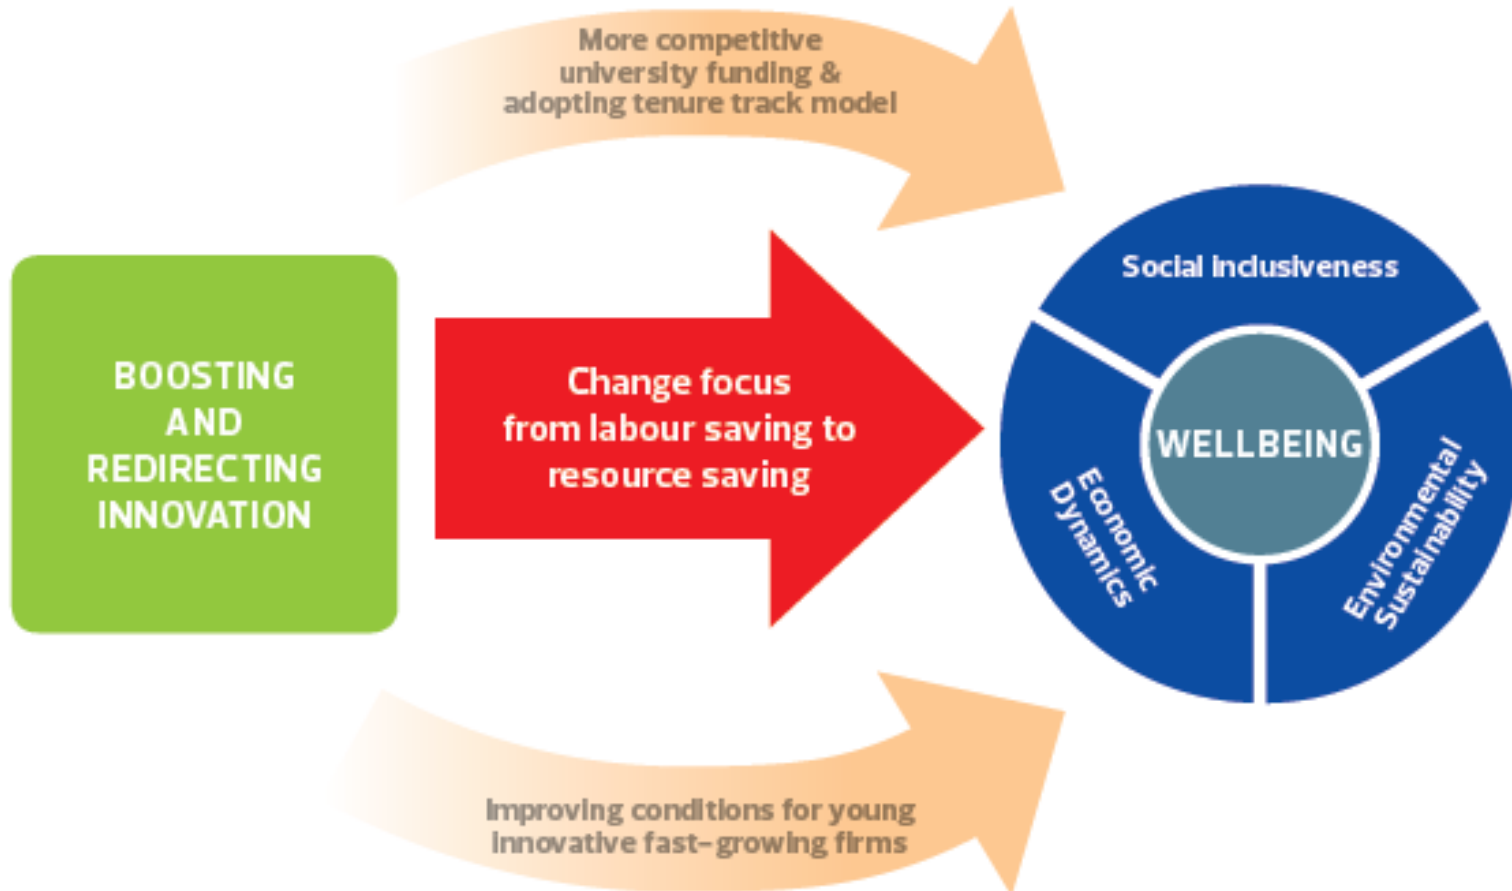 More competitive
university funding &
adopting tenure track model
BOOSTING
AND
REDIRECTING
INNOVATION
Change focus
from labour saving to
resource saving
Social inclusiveness
WELLBEING
Economic
Dynamics
Environmental
Sustainability
Improving conditions for young
innovative fast-growing firms